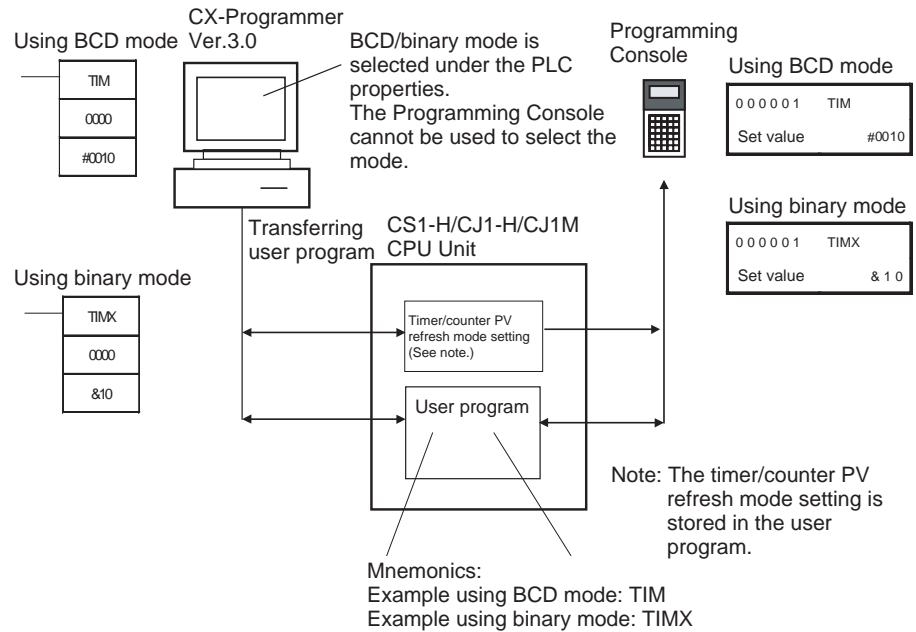 CX-Programmer
Ver.3.0
Using BCD mode
TIM
0000
#0010
BCD/binary mode is
selected under the PLC
properties.
The Programming Console
cannot be used to select the
mode.
Programming
Console
Using BCD mode
000001 TIM
Set value #0010
Using binary mode
000001 TIMX
Set value &10
Transferring
user program
CS1-H/CJ1-H/CJ1M
CPU Unit
Using binary mode
TIMX
0000
&10
Timer/counter PV
refresh mode setting
(See note.)
User program
Note: The timer/counter PV
refresh mode setting is
stored in the user
program.
Mnemonics:
Example using BCD mode: TIM
Example using binary mode: TIMX